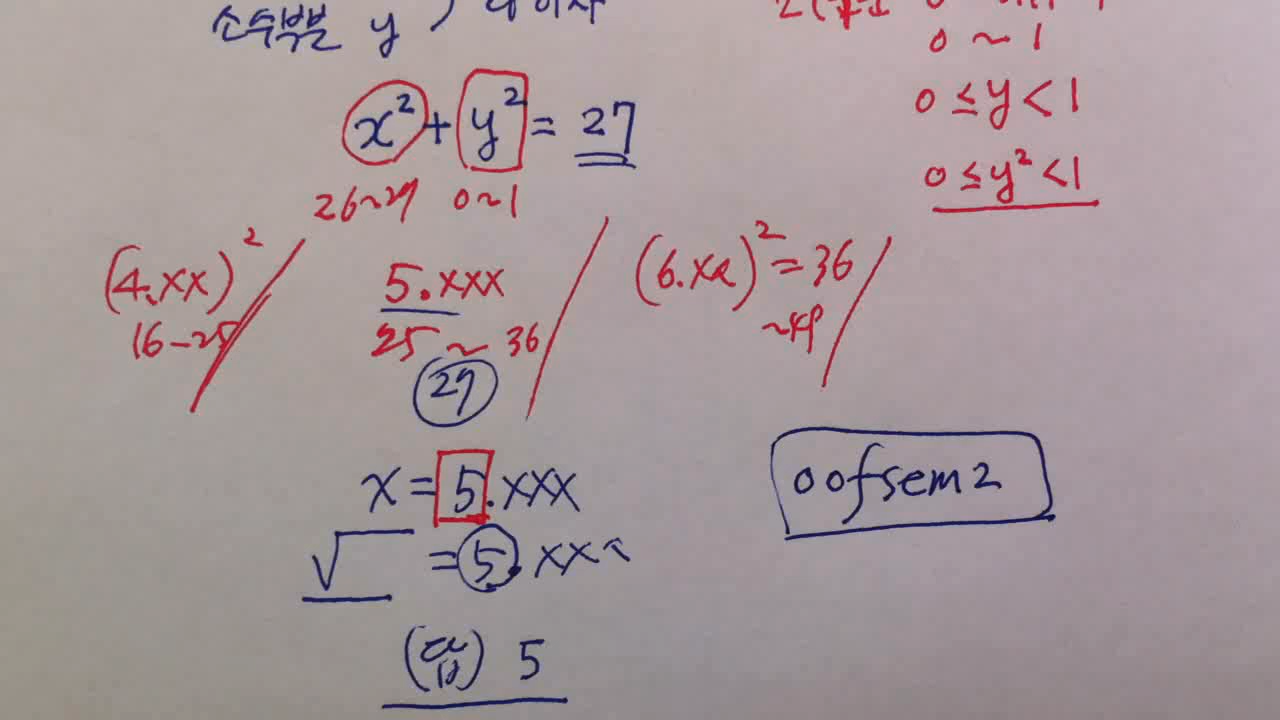 소수부분 y
0 ~ 1
x² + y² = 27
0 ≤ y < 1
26~27 0~1
0 ≤ y² < 1
(4.xx)² 5.xxx (6.xx)² = 36
16-25 25 ~ 36 ~49
27
x = 5.xxx
oofsem2
√ = 5.xxx
(답) 5